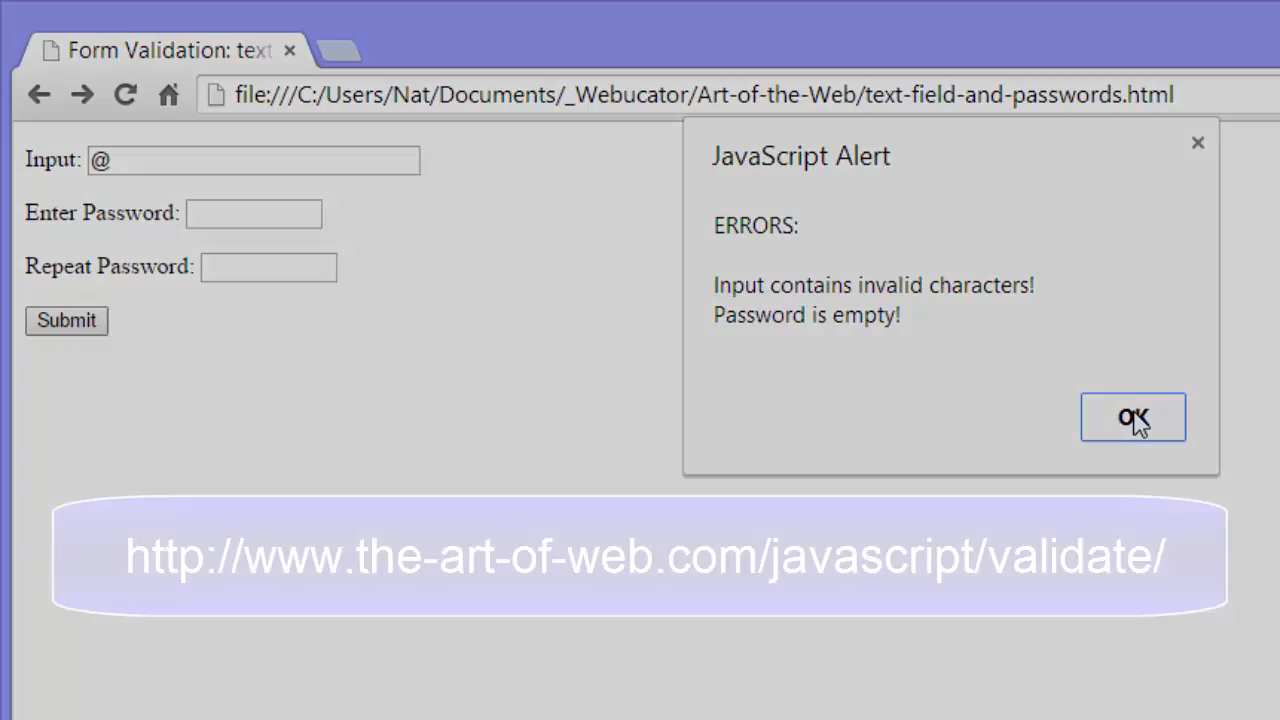 Form Validation: text
file:///C:/Users/Nat/Documents/_Webucator/Art-of-the-Web/text-field-and-passwords.html
Input: @
Enter Password:
Repeat Password:
Submit
JavaScript Alert
ERRORS:
Input contains invalid characters!
Password is empty!
OK
http://www.the-art-of-web.com/javascript/validate/